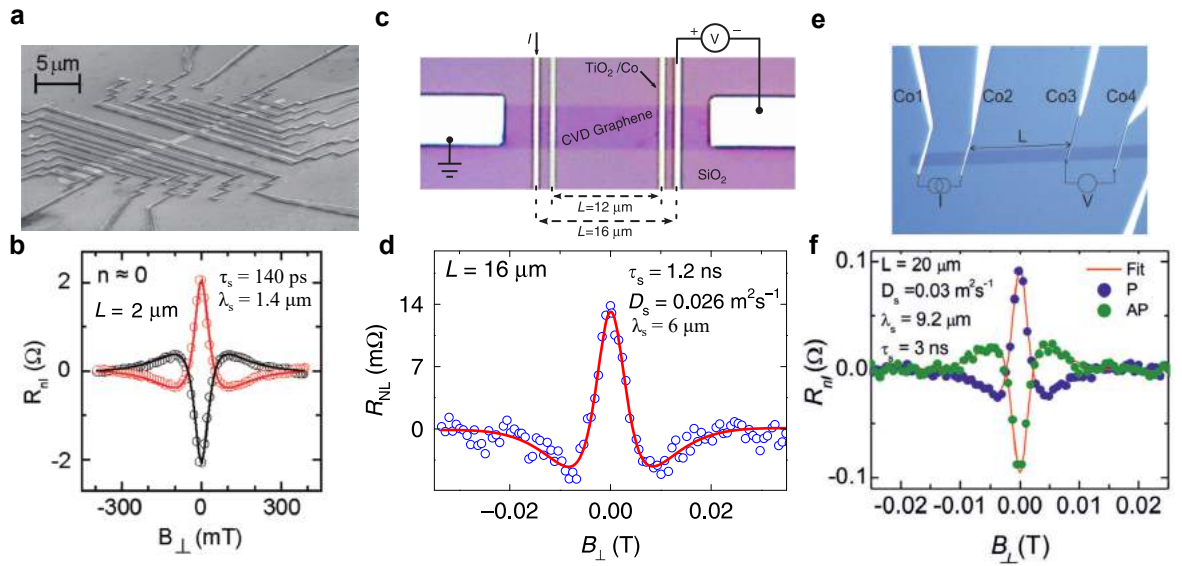 a
5 μm
b
n ≈ 0
τs = 140 ps
λs = 1.4 μm
L = 2 μm
2
0
-2
Rnl (Ω)
-300
0
300
B⊥ (mT)
c
I
+
V
−
TiO2 /Co
CVD Graphene
SiO2
L=12 μm
L=16 μm
d
L = 16 μm
τs = 1.2 ns
Ds = 0.026 m²s⁻¹
λs = 6 μm
14
7
0
RNL (mΩ)
−0.02
0.00
0.02
B⊥ (T)
e
Co1
Co2
Co3
Co4
L
I
V
f
0.1
0.0
-0.1
Rnl (Ω)
L = 20 μm
Ds =0.03 m²s⁻¹
λs = 9.2 μm
τs = 3 ns
Fit
P
AP
-0.02
-0.01
0.00
0.01
0.02
B⊥ (T)